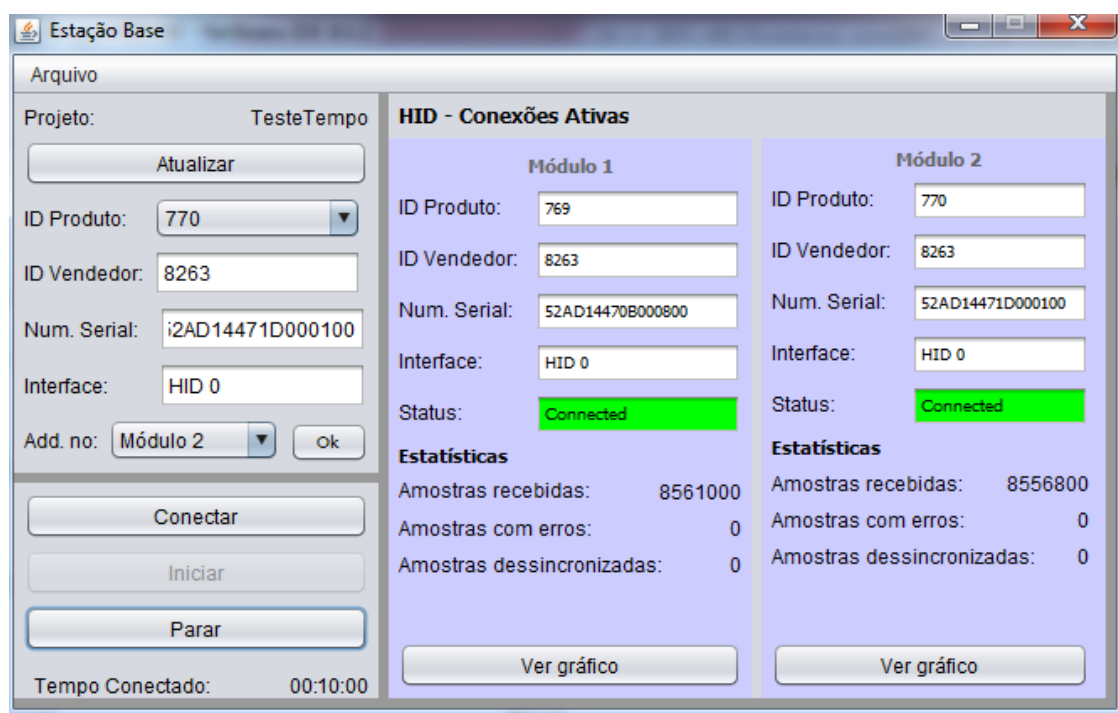 Estação Base
Arquivo
Projeto: TesteTempo
Atualizar
ID Produto: 770
ID Vendedor: 8263
Num. Serial: 52AD14471D000100
Interface: HID 0
Add. no: Módulo 2 Ok
Conectar
Iniciar
Parar
Tempo Conectado: 00:10:00
HID - Conexões Ativas
Módulo 1
ID Produto: 769
ID Vendedor: 8263
Num. Serial: 52AD14470B000800
Interface: HID 0
Status: Connected
Estatísticas
Amostras recebidas: 8561000
Amostras com erros: 0
Amostras dessincronizadas: 0
Ver gráfico
Módulo 2
ID Produto: 770
ID Vendedor: 8263
Num. Serial: 52AD14471D000100
Interface: HID 0
Status: Connected
Estatísticas
Amostras recebidas: 8556800
Amostras com erros: 0
Amostras dessincronizadas: 0
Ver gráfico